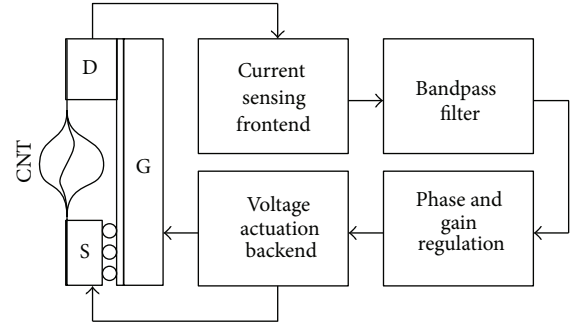 D
CNT
G
S
Current
sensing
frontend
Bandpass
filter
Voltage
actuation
backend
Phase and
gain
regulation